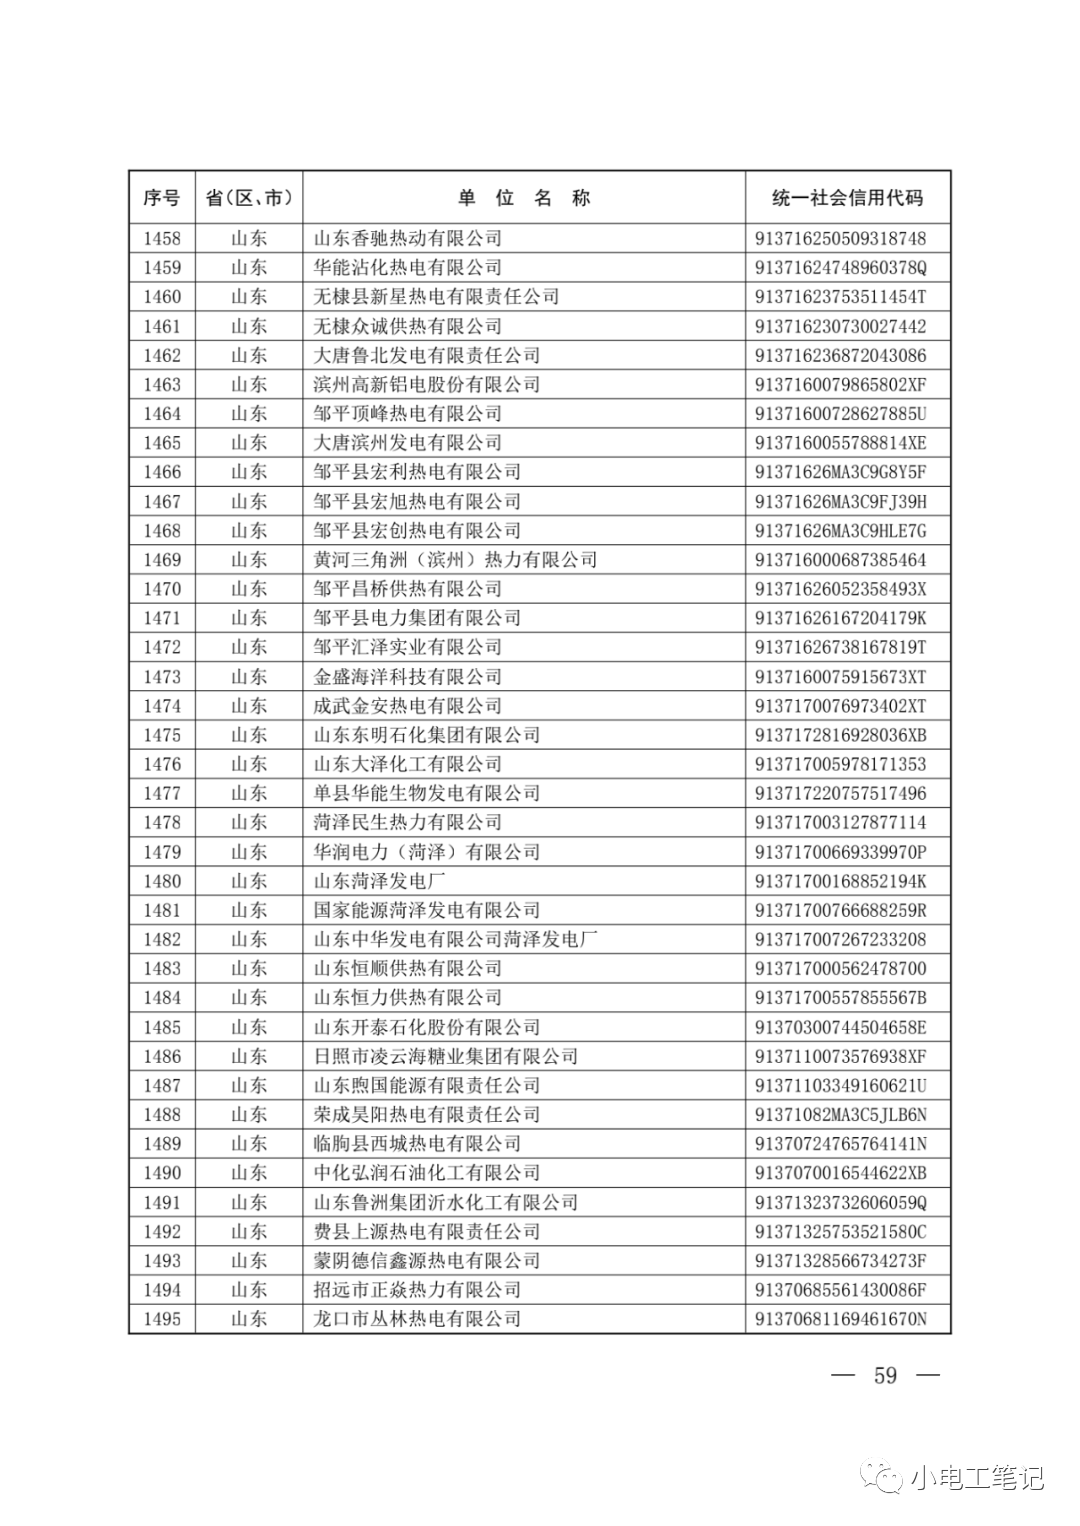 序号 省(区、市) 单位名称 统一社会信用代码
1458 山东 山东香驰热动有限公司 913716250509318748
1459 山东 华能沾化热电有限公司 91371624748960378Q
1460 山东 无棣县新星热电有限责任公司 91371623753511454T
1461 山东 无棣众诚供热有限公司 913716230730027442
1462 山东 大唐鲁北发电有限责任公司 913716236872043086
1463 山东 滨州高新铝电股份有限公司 9137160079865802XF
1464 山东 邹平顶峰热电有限公司 91371600728627885U
1465 山东 大唐滨州发电有限公司 9137160055788814XE
1466 山东 邹平县宏利热电有限公司 91371626MA3C9G8Y5F
1467 山东 邹平县宏旭热电有限公司 91371626MA3C9FJ39H
1468 山东 邹平县宏创热电有限公司 91371626MA3C9HLE7G
1469 山东 黄河三角洲（滨州）热力有限公司 913716000687385464
1470 山东 邹平昌桥供热有限公司 91371626052358493X
1471 山东 邹平县电力集团有限公司 91371626167204179K
1472 山东 邹平汇泽实业有限公司 91371626738167819T
1473 山东 金盛海洋科技有限公司 9137160075915673XT
1474 山东 成武金安热电有限公司 9137170076973402XT
1475 山东 山东东明石化集团有限公司 9137172816928036XB
1476 山东 山东大泽化工有限公司 913717005978171353
1477 山东 单县华能生物发电有限公司 913717220757517496
1478 山东 菏泽民生热力有限公司 913717003127877114
1479 山东 华润电力（菏泽）有限公司 91371700669339970P
1480 山东 山东菏泽发电厂 91371700168852194K
1481 山东 国家能源菏泽发电有限公司 91371700766688259R
1482 山东 山东中华发电有限公司菏泽发电厂 913717007267233208
1483 山东 山东恒顺供热有限公司 913717000562478700
1484 山东 山东恒力供热有限公司 91371700557855567B
1485 山东 山东开泰石化股份有限公司 91370300744504658E
1486 山东 日照市凌云海糖业集团有限公司 9137110073576938XF
1487 山东 山东煦国能源有限责任公司 91371103349160621U
1488 山东 荣成昊阳热电有限责任公司 91371082MA3C5JLB6N
1489 山东 临朐县西城热电有限公司 91370724765764141N
1490 山东 中化弘润石油化工有限公司 9137070016544622XB
1491 山东 山东鲁洲集团沂水化工有限公司 91371323732606059Q
1492 山东 费县上源热电有限责任公司 91371325753521580C
1493 山东 蒙阴德信鑫源热电有限公司 91371328566734273F
1494 山东 招远市正焱热力有限公司 91370685561430086F
1495 山东 龙口市丛林热电有限公司 91370681169461670N
— 59 —
小电工笔记